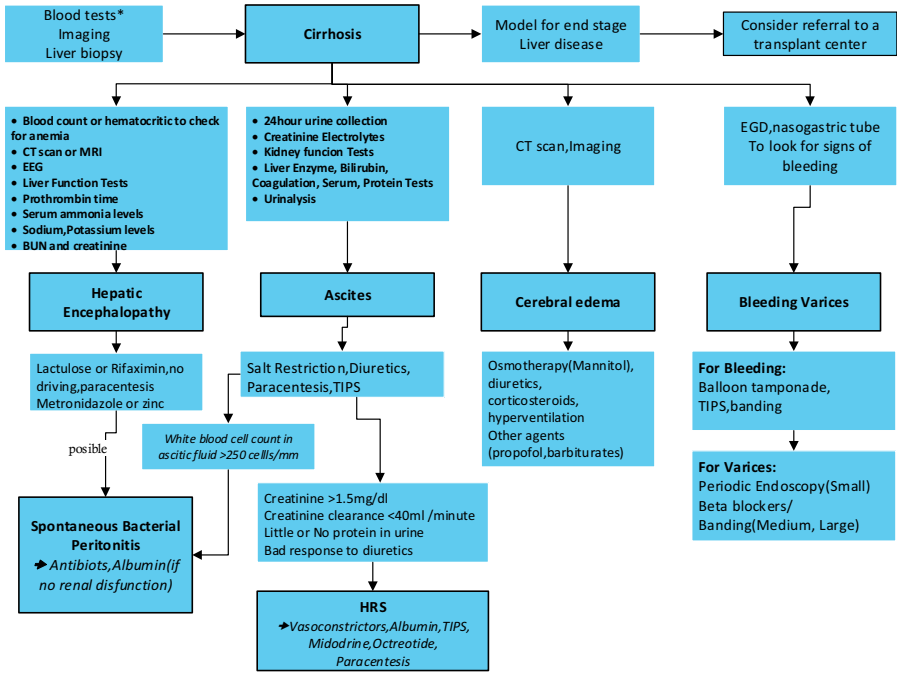 Blood tests*
Imaging
Liver biopsy
Cirrhosis
Model for end stage
Liver disease
Consider referral to a
transplant center
• Blood count or hematocritic to check
for anemia
• CT scan or MRI
• EEG
• Liver Function Tests
• Prothrombin time
• Serum ammonia levels
• Sodium,Potassium levels
• BUN and creatinine
• 24hour urine collection
• Creatinine Electrolytes
• Kidney funcion Tests
• Liver Enzyme, Bilirubin,
Coagulation, Serum, Protein Tests
• Urinalysis
CT scan,Imaging
EGD,nasogastric tube
To look for signs of
bleeding
Hepatic
Encephalopathy
Ascites
Cerebral edema
Bleeding Varices
Lactulose or Rifaximin,no
driving,paracentesis
Metronidazole or zinc
Salt Restriction,Diuretics,
Paracentesis,TIPS
Osmotherapy(Mannitol),
diuretics,
corticosteroids,
hyperventilation
Other agents
(propofol,barbiturates)
For Bleeding:
Balloon tamponade,
TIPS,banding
posible
White blood cell count in
ascitic fluid >250 cellls/mm
For Varices:
Periodic Endoscopy(Small)
Beta blockers/
Banding(Medium, Large)
Creatinine >1.5mg/dl
Creatinine clearance <40ml /minute
Little or No protein in urine
Bad response to diuretics
Spontaneous Bacterial
Peritonitis
➔ Antibiots,Albumin(if
no renal disfunction)
HRS
➔Vasoconstrictors,Albumin,TIPS,
Midodrine,Octreotide,
Paracentesis